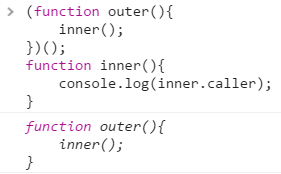 (function outer(){
    inner();
})();
function inner(){
    console.log(inner.caller);
}
function outer(){
    inner();
}